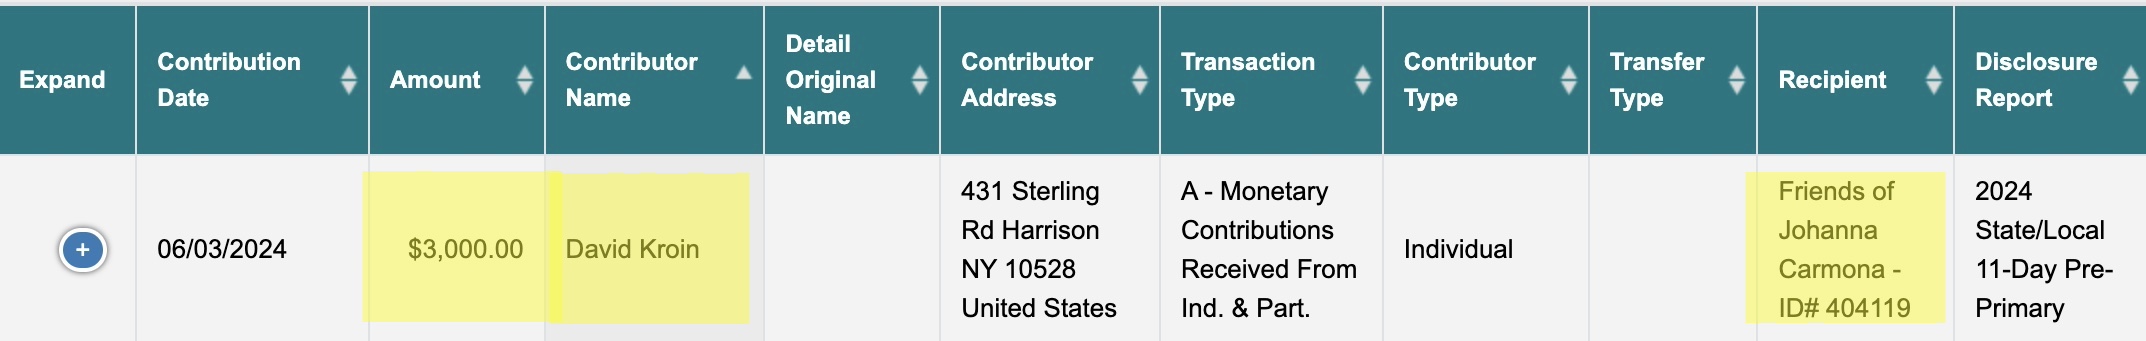 Expand
Contribution
Date
Amount
Contributor
Name
Detail
Original
Name
Contributor
Address
Transaction
Type
Contributor
Type
Transfer
Type
Recipient
Disclosure
Report
+
06/03/2024
$3,000.00
David Kroin
431 Sterling
Rd Harrison
NY 10528
United States
A - Monetary
Contributions
Received From
Ind. & Part.
Individual
Friends of
Johanna
Carmona -
ID# 404119
2024
State/Local
11-Day Pre-
Primary